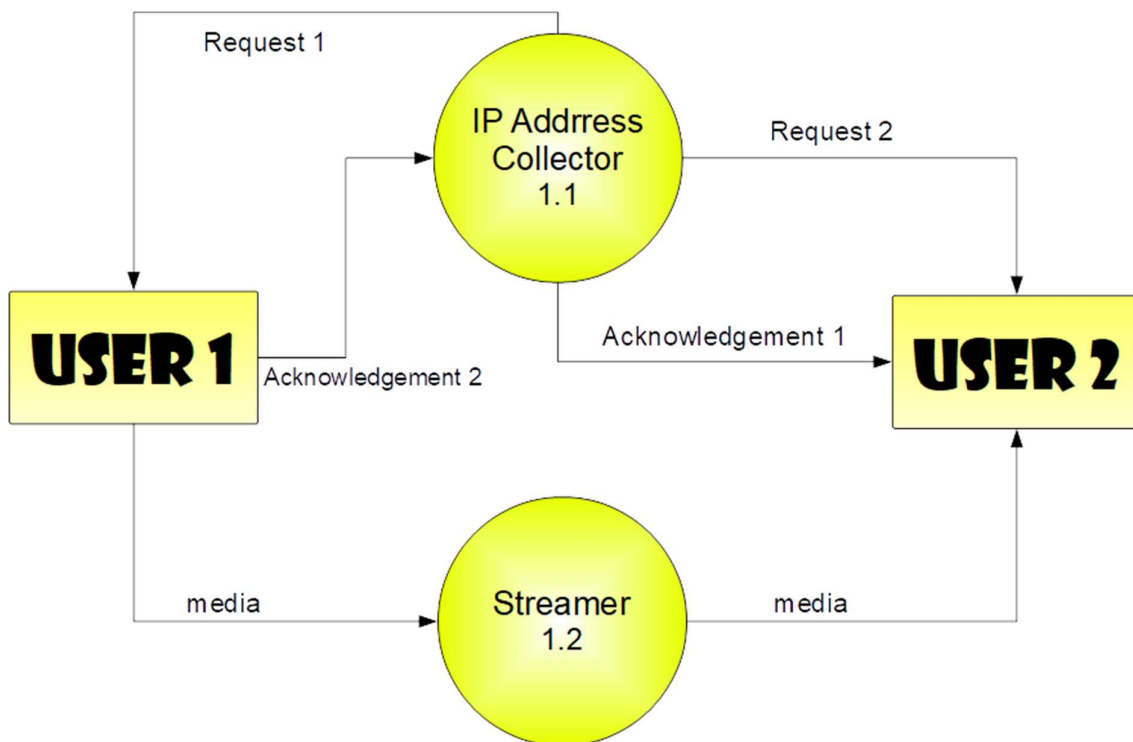 Request 1
IP Addrress
Collector
1.1
Request 2
USER 1
Acknowledgement 2
Acknowledgement 1
USER 2
media
Streamer
1.2
media